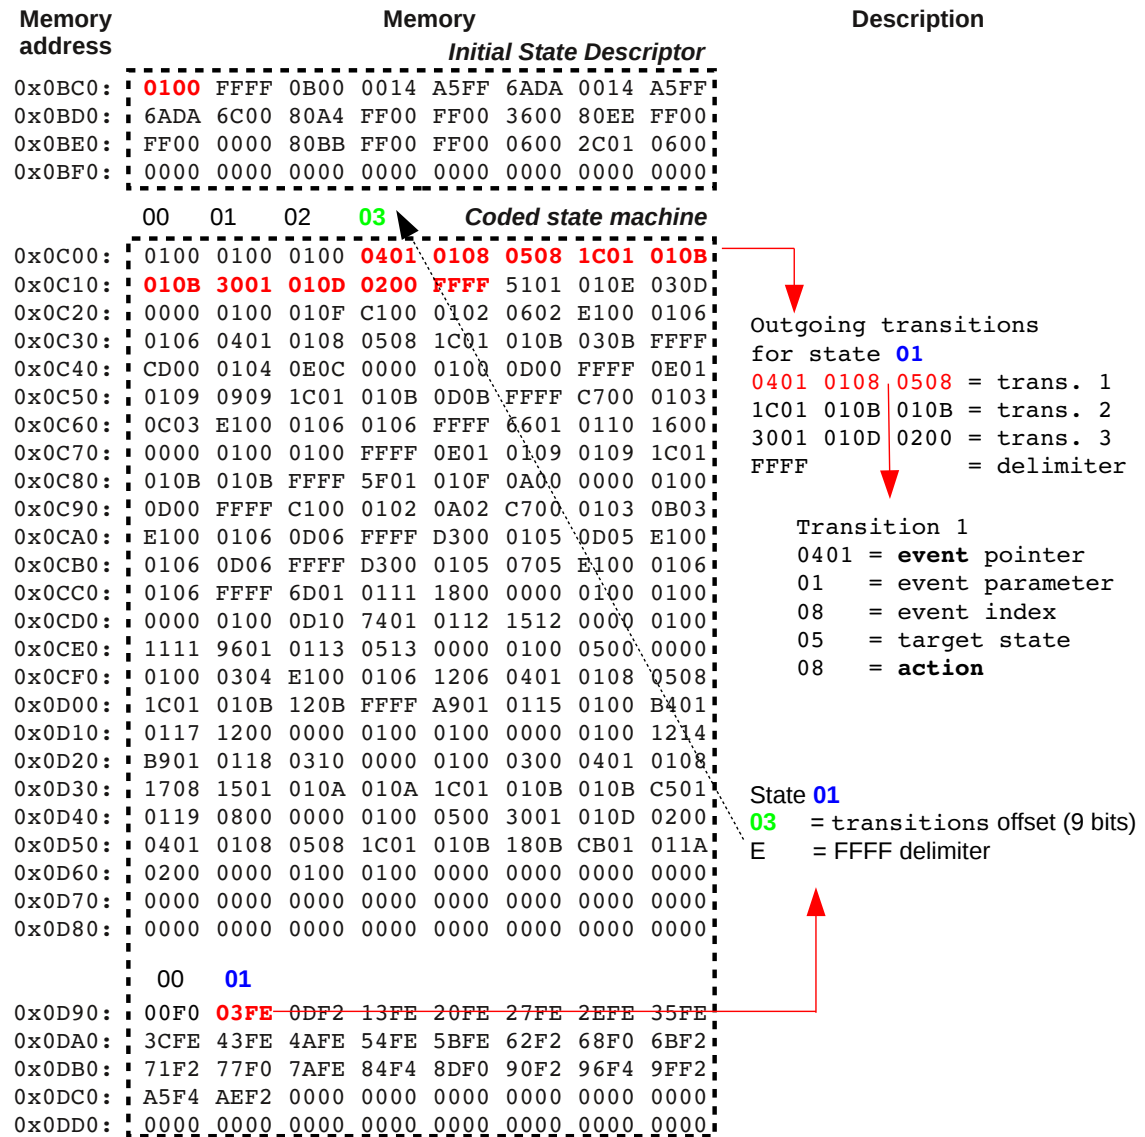 Memory address Memory Description
Initial State Descriptor
0x0BC0: 0100 FFFF 0B00 0014 A5FF 6ADA 0014 A5FF
0x0BD0: 6ADA 6C00 80A4 FF00 FF00 3600 80EE FF00
0x0BE0: FF00 0000 80BB FF00 FF00 0600 2C01 0600
0x0BF0: 0000 0000 0000 0000 0000 0000 0000 0000
00 01 02 03 Coded state machine
0x0C00: 0100 0100 0100 0401 0108 0508 1C01 010B
0x0C10: 010B 3001 010D 0200 FFFF 5101 010E 030D
0x0C20: 0000 0100 010F C100 0102 0602 E100 0106
0x0C30: 0106 0401 0108 0508 1C01 010B 030B FFFF
0x0C40: CD00 0104 0E0C 0000 0100 0D00 FFFF 0E01
0x0C50: 0109 0909 1C01 010B 0D0B FFFF C700 0103
0x0C60: 0C03 E100 0106 0106 FFFF 6601 0110 1600
0x0C70: 0000 0100 0100 FFFF 0E01 0109 0109 1C01
0x0C80: 010B 010B FFFF 5F01 010F 0A00 0000 0100
0x0C90: 0D00 FFFF C100 0102 0A02 C700 0103 0B03
0x0CA0: E100 0106 0D06 FFFF D300 0105 0D05 E100
0x0CB0: 0106 0D06 FFFF D300 0105 0705 E100 0106
0x0CC0: 0106 FFFF 6D01 0111 1800 0000 0100 0100
0x0CD0: 0000 0100 0D10 7401 0112 1512 0000 0100
0x0CE0: 1111 9601 0113 0513 0000 0100 0500 0000
0x0CF0: 0100 0304 E100 0106 1206 0401 0108 0508
0x0D00: 1C01 010B 120B FFFF A901 0115 0100 B401
0x0D10: 0117 1200 0000 0100 0100 0000 0100 1214
0x0D20: B901 0118 0310 0000 0100 0300 0401 0108
0x0D30: 1708 1501 010A 010A 1C01 010B 010B C501
0x0D40: 0119 0800 0000 0100 0500 3001 010D 0200
0x0D50: 0401 0108 0508 1C01 010B 180B CB01 011A
0x0D60: 0200 0000 0100 0100 0000 0000 0000 0000
0x0D70: 0000 0000 0000 0000 0000 0000 0000 0000
0x0D80: 0000 0000 0000 0000 0000 0000 0000 0000
00 01
0x0D90: 00F0 03FE 0DF2 13FE 20FE 27FE 2EFE 35FE
0x0DA0: 3CFE 43FE 4AFE 54FE 5BFE 62F2 68F0 6BF2
0x0DB0: 71F2 77F0 7AFE 84F4 8DF0 90F2 96F4 9FF2
0x0DC0: A5F4 AEF2 0000 0000 0000 0000 0000 0000
0x0DD0: 0000 0000 0000 0000 0000 0000 0000 0000
Outgoing transitions
for state 01
0401 0108 0508 = trans. 1
1C01 010B 010B = trans. 2
3001 010D 0200 = trans. 3
FFFF = delimiter
Transition 1
0401 = event pointer
01 = event parameter
08 = event index
05 = target state
08 = action
State 01
03 = transitions offset (9 bits)
E = FFFF delimiter